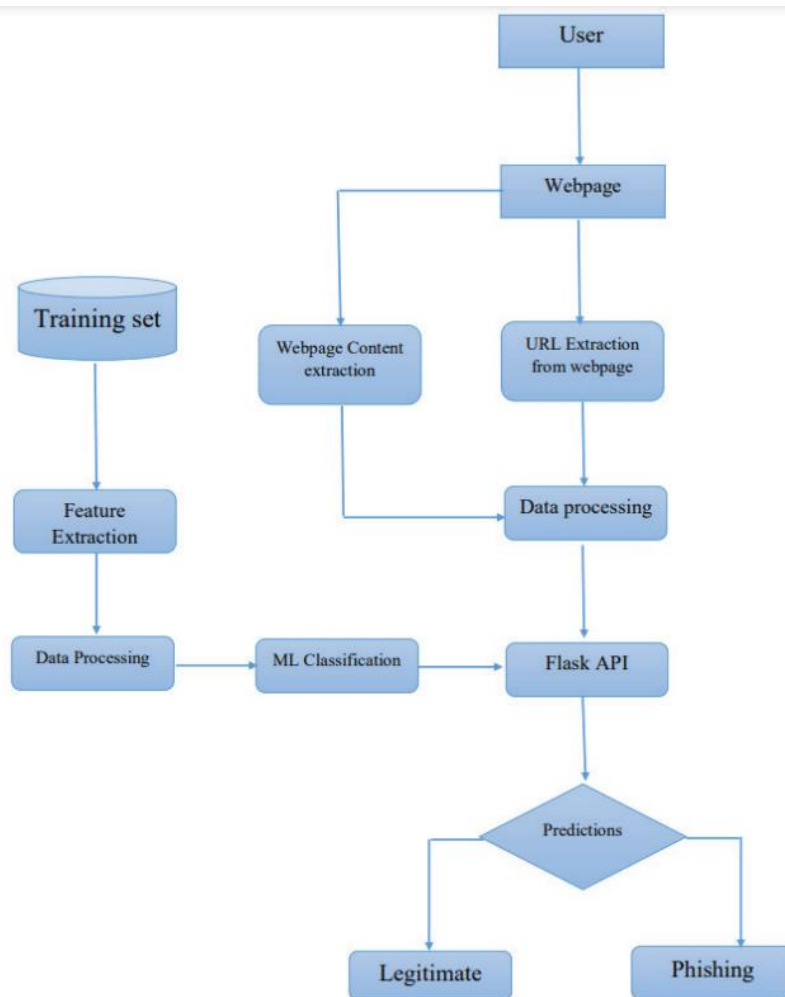 User
Webpage
Training set
Webpage Content
extraction
URL Extraction
from webpage
Feature
Extraction
Data processing
Data Processing
ML Classification
Flask API
Predictions
Legitimate
Phishing